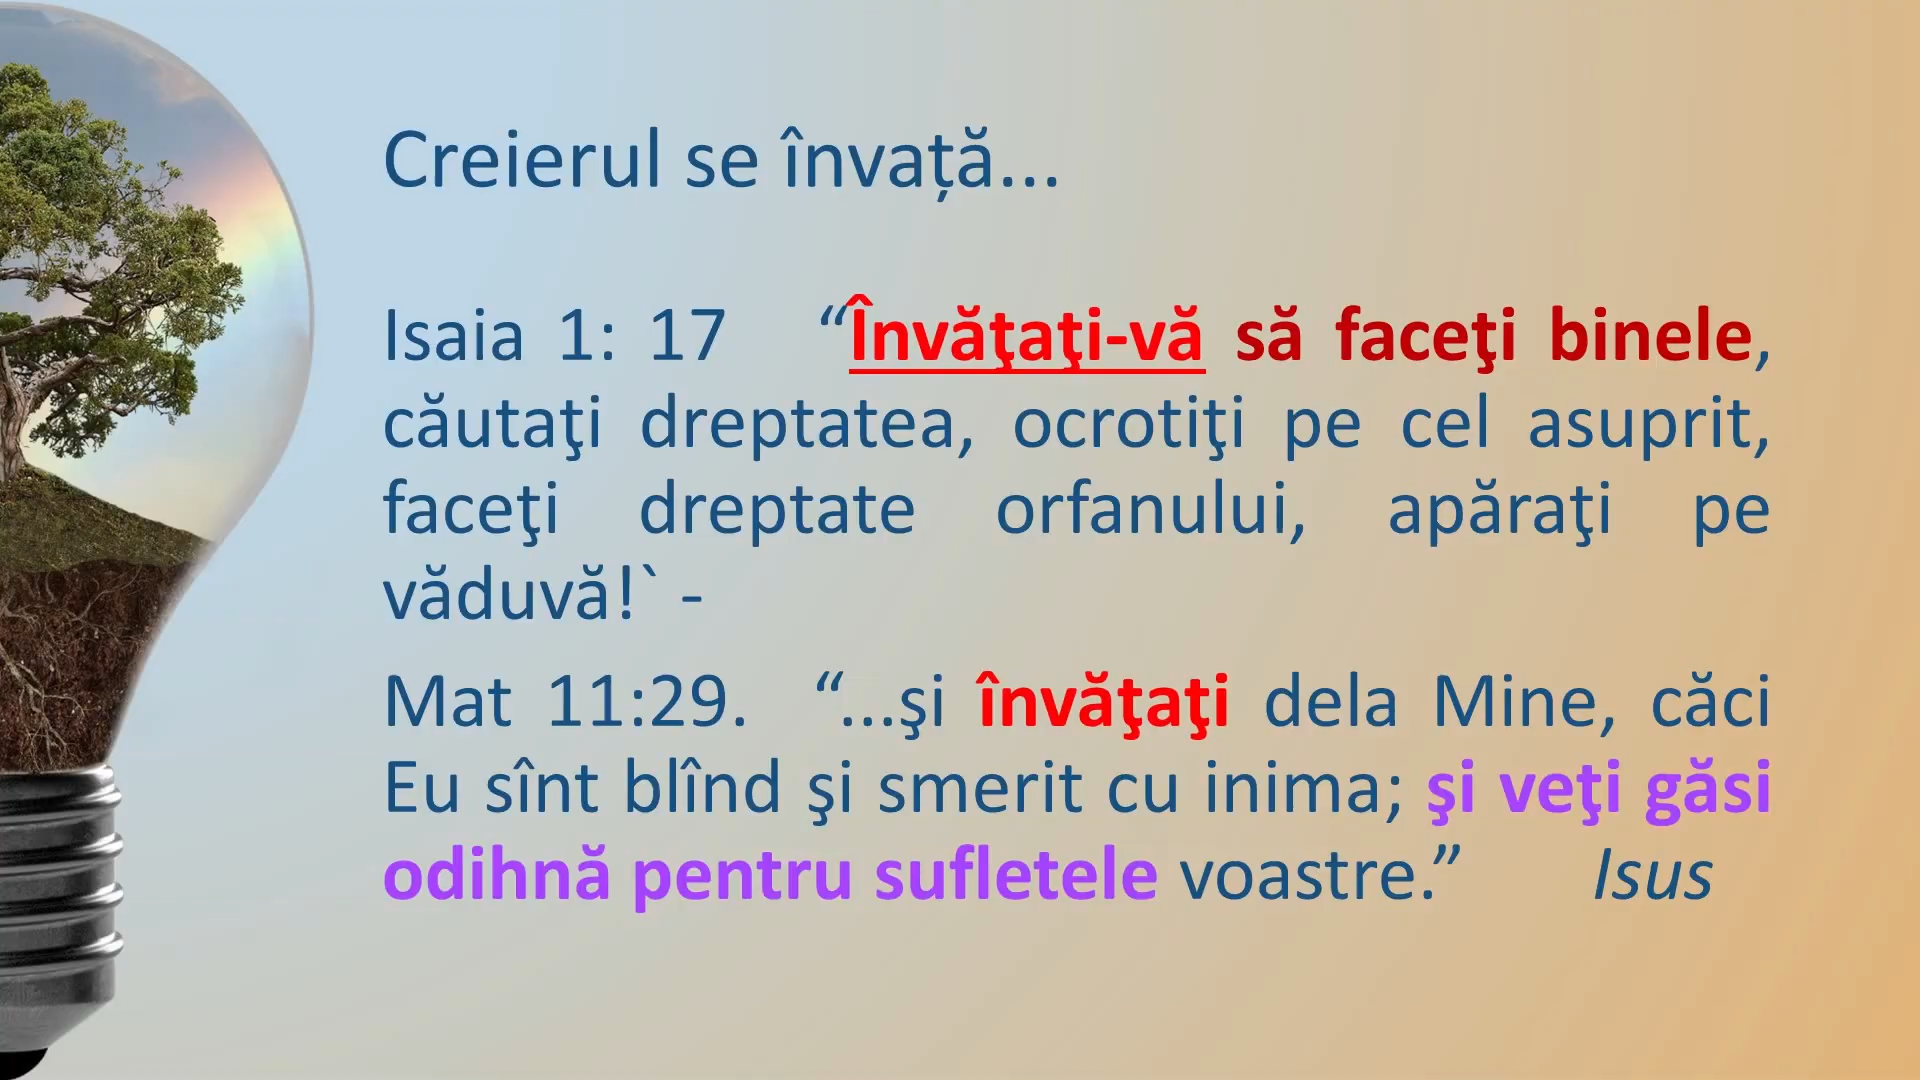 Creierul se învață...
Isaia 1: 17 “Învăţaţi-vă să faceţi binele,
căutaţi dreptatea, ocrotiţi pe cel asuprit,
faceţi dreptate orfanului, apăraţi pe
văduvă!` -
Mat 11:29. “...şi învăţaţi dela Mine, căci
Eu sînt blînd şi smerit cu inima; şi veţi găsi
odihnă pentru sufletele voastre.” Isus